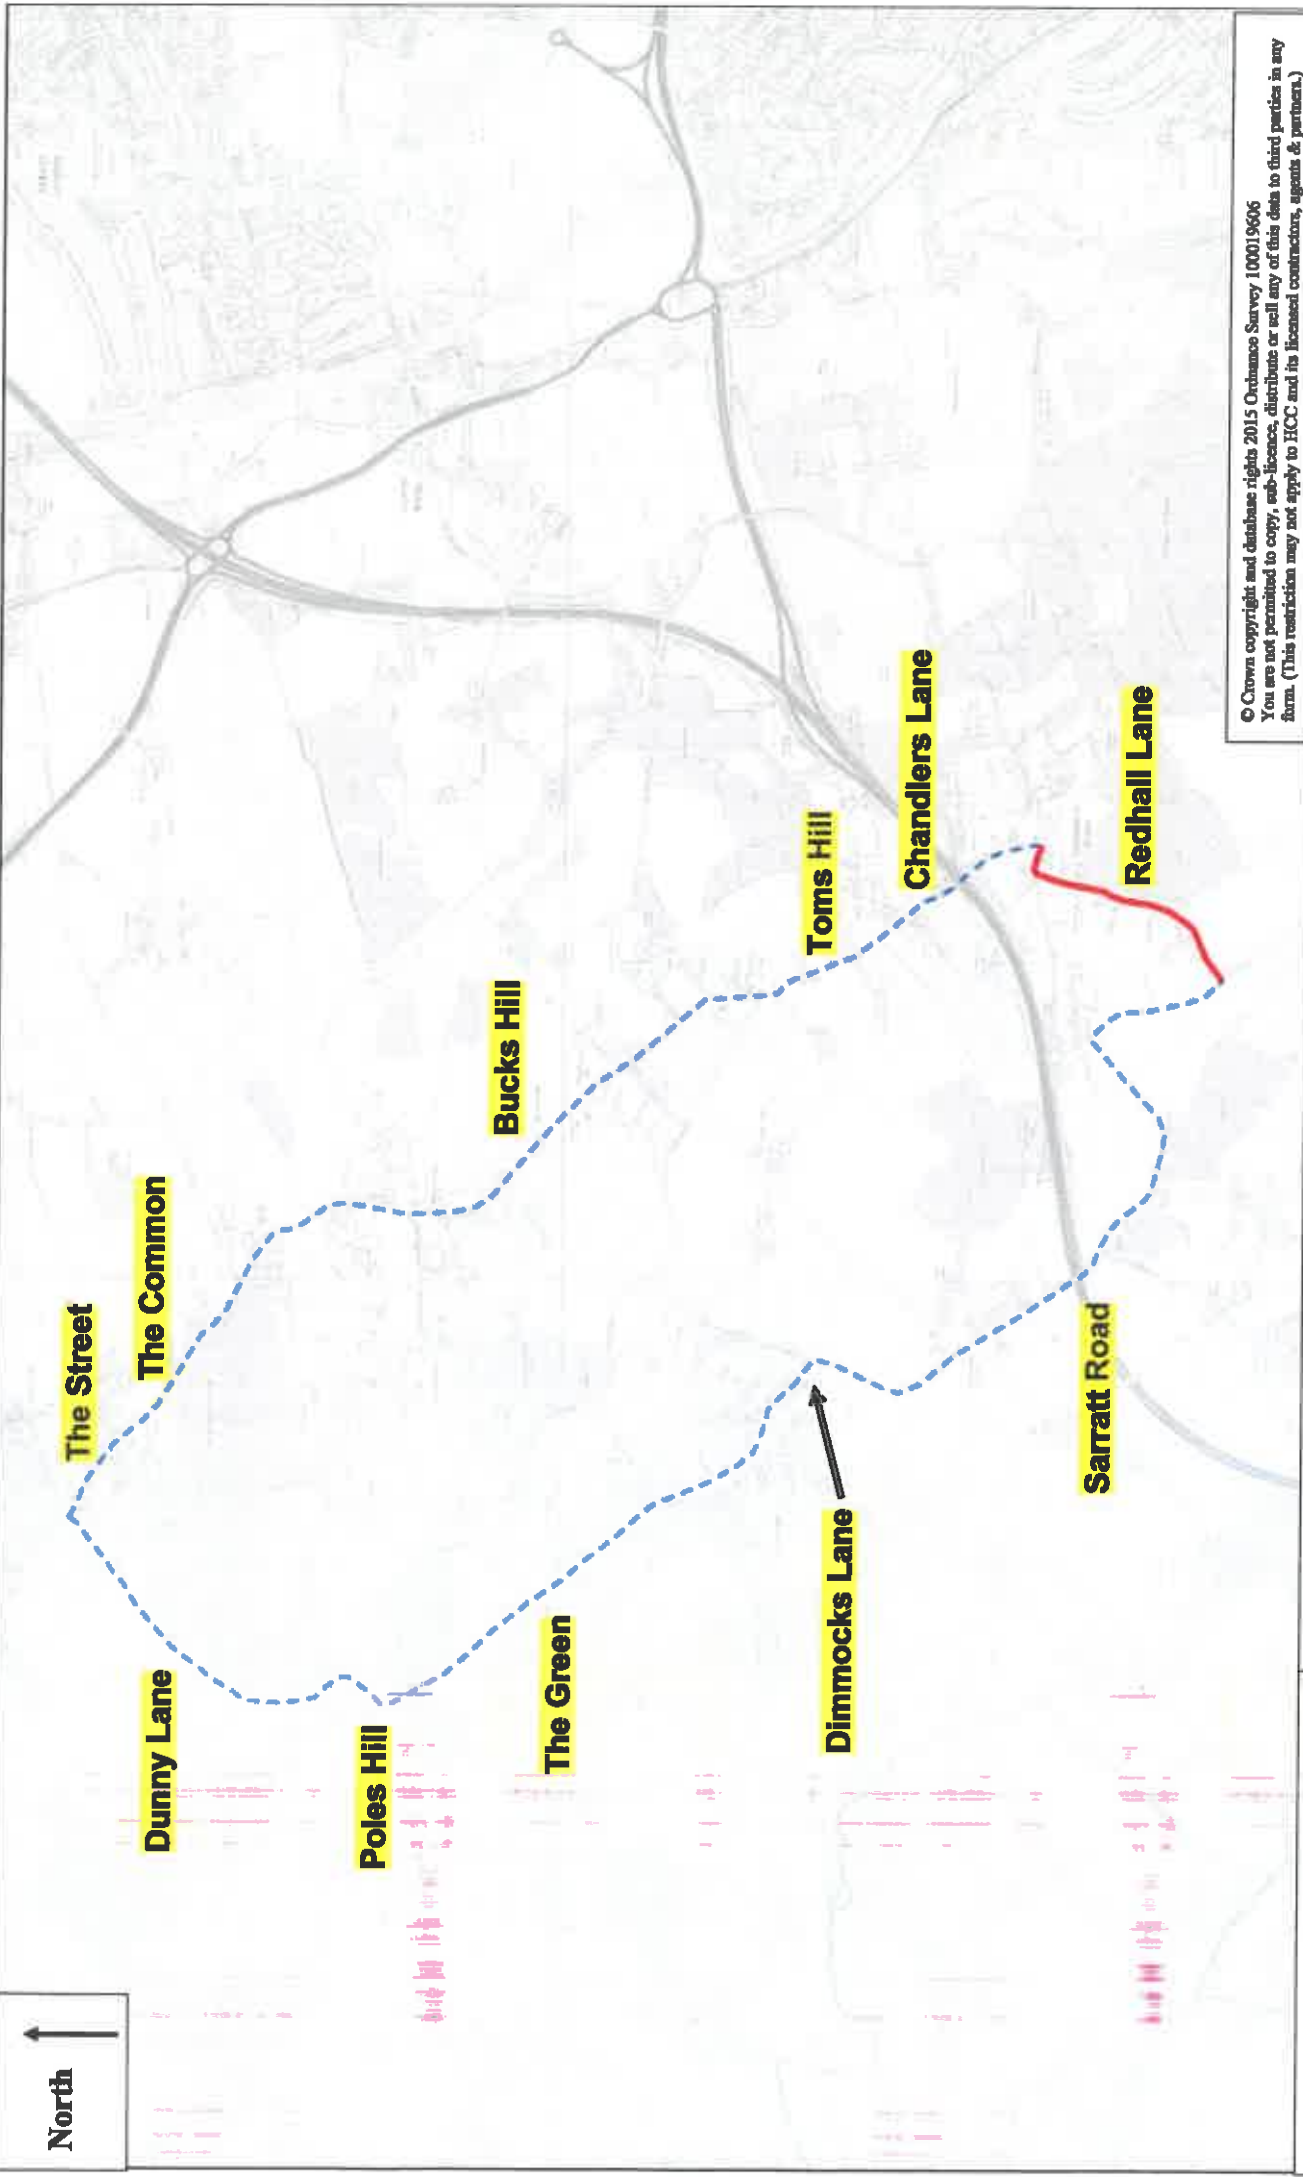 North
The Street
The Common
Dunny Lane
Poles Hill
Bucks Hill
The Green
Toms Hill
Dimmocks Lane
Chandlers Lane
Sarratt Road
Redhall Lane
© Crown copyright and database rights 2015 Ordnance Survey 100019606
You are not permitted to copy, sub-licence, distribute or sell any of this data to third parties in any
form. (This restriction may not apply to HCC and its licensed contractors, agents & partners.)